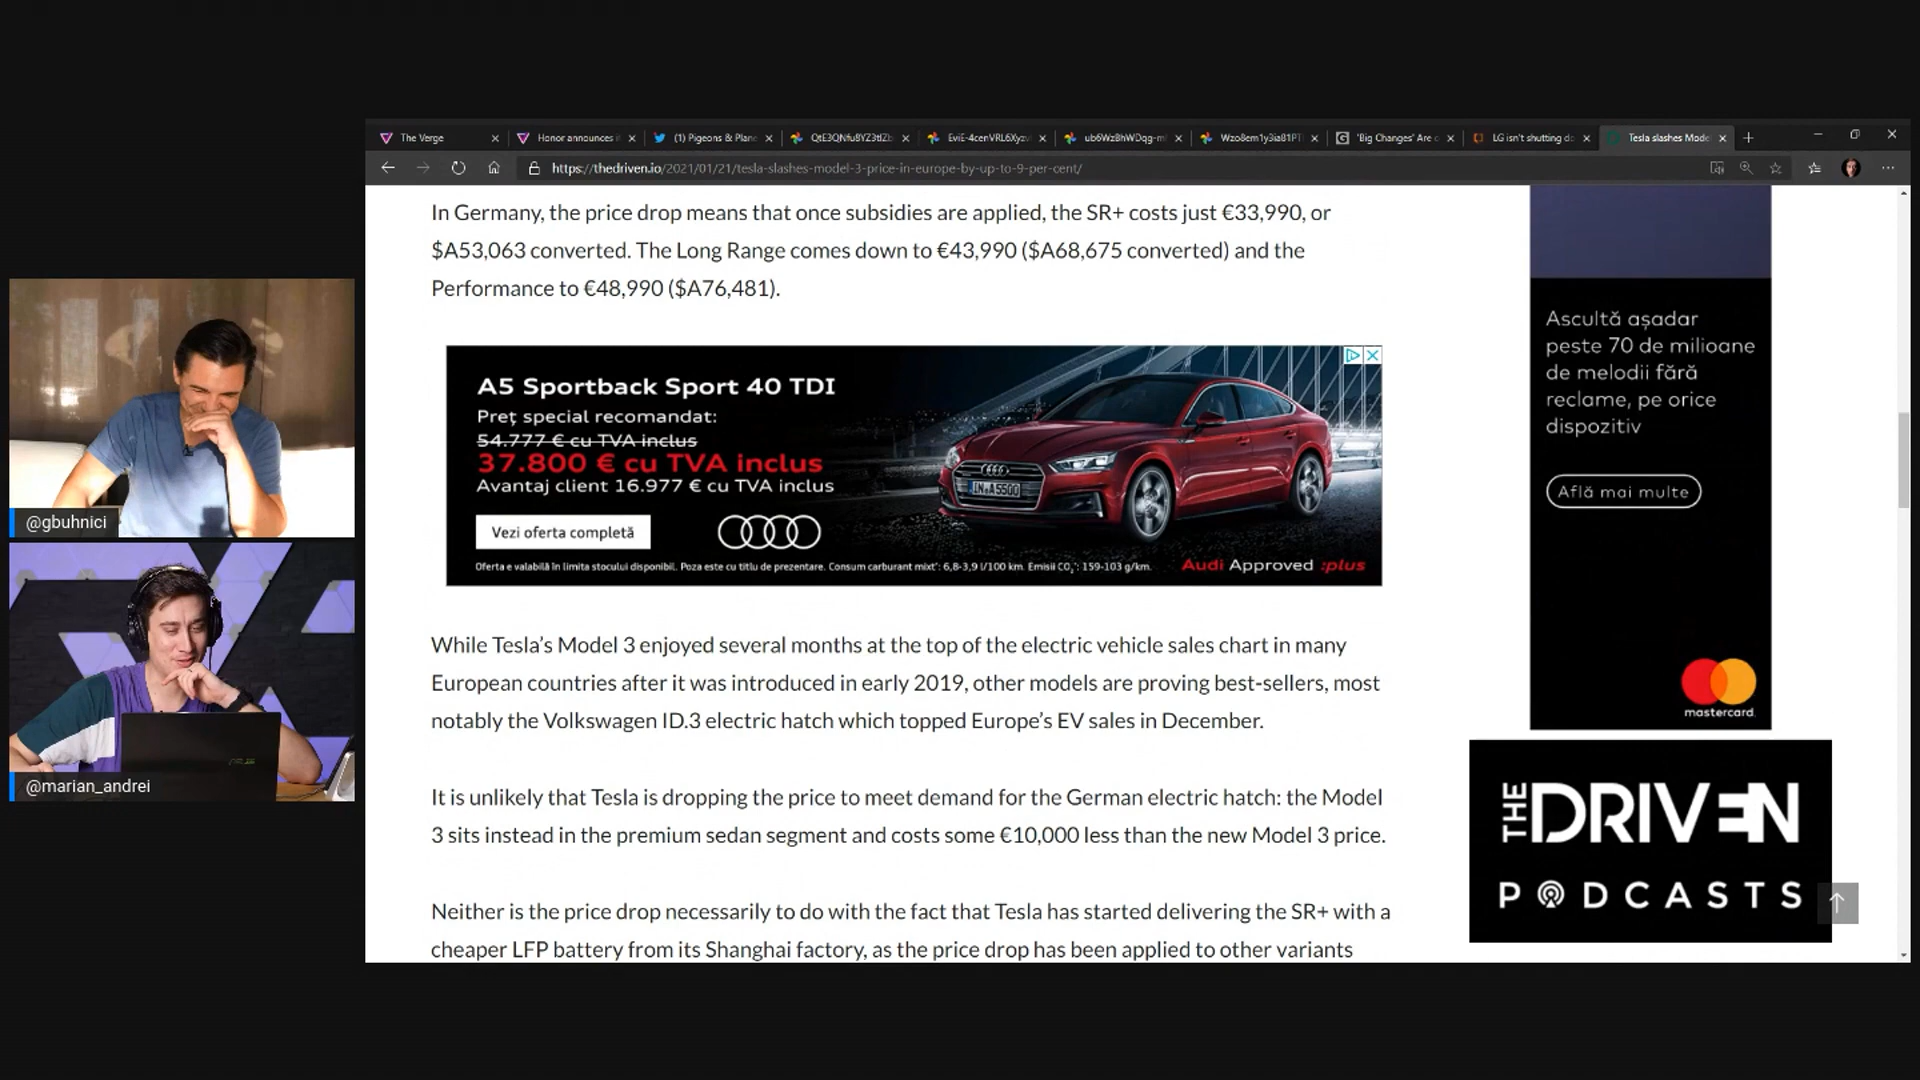 The Verge
Honor announces i
(1) Pigeons & Plan
'Big Changes' Are
LG isn't shutting d
Tesla slashes Mode
https://thedriven.io/2021/01/21/tesla-slashes-model-3-price-in-europe-by-up-to-9-per-cent/
In Germany, the price drop means that once subsidies are applied, the SR+ costs just €33,990, or
$A53,063 converted. The Long Range comes down to €43,990 ($A68,675 converted) and the
Performance to €48,990 ($A76,481).
A5 Sportback Sport 40 TDI
Preț special recomandat:
54.777 € cu TVA inclus
37.800 € cu TVA inclus
Avantaj client 16.977 € cu TVA inclus
Vezi oferta completă
IN·A5500
Oferta e valabilă în limita stocului disponibil. Poza este cu titlu de prezentare. Consum carburant mixt*: 6,8-3,9 l/100 km. Emisii CO₂*: 159-103 g/km.
Audi Approved :plus
While Tesla’s Model 3 enjoyed several months at the top of the electric vehicle sales chart in many
European countries after it was introduced in early 2019, other models are proving best-sellers, most
notably the Volkswagen ID.3 electric hatch which topped Europe’s EV sales in December.
It is unlikely that Tesla is dropping the price to meet demand for the German electric hatch: the Model
3 sits instead in the premium sedan segment and costs some €10,000 less than the new Model 3 price.
Neither is the price drop necessarily to do with the fact that Tesla has started delivering the SR+ with a
cheaper LFP battery from its Shanghai factory, as the price drop has been applied to other variants
Ascultă așadar
peste 70 de milioane
de melodii fără
reclame, pe orice
dispozitiv
Află mai multe
mastercard.
THE DRIVEN
PODCASTS
@gbuhnici
@marian_andrei